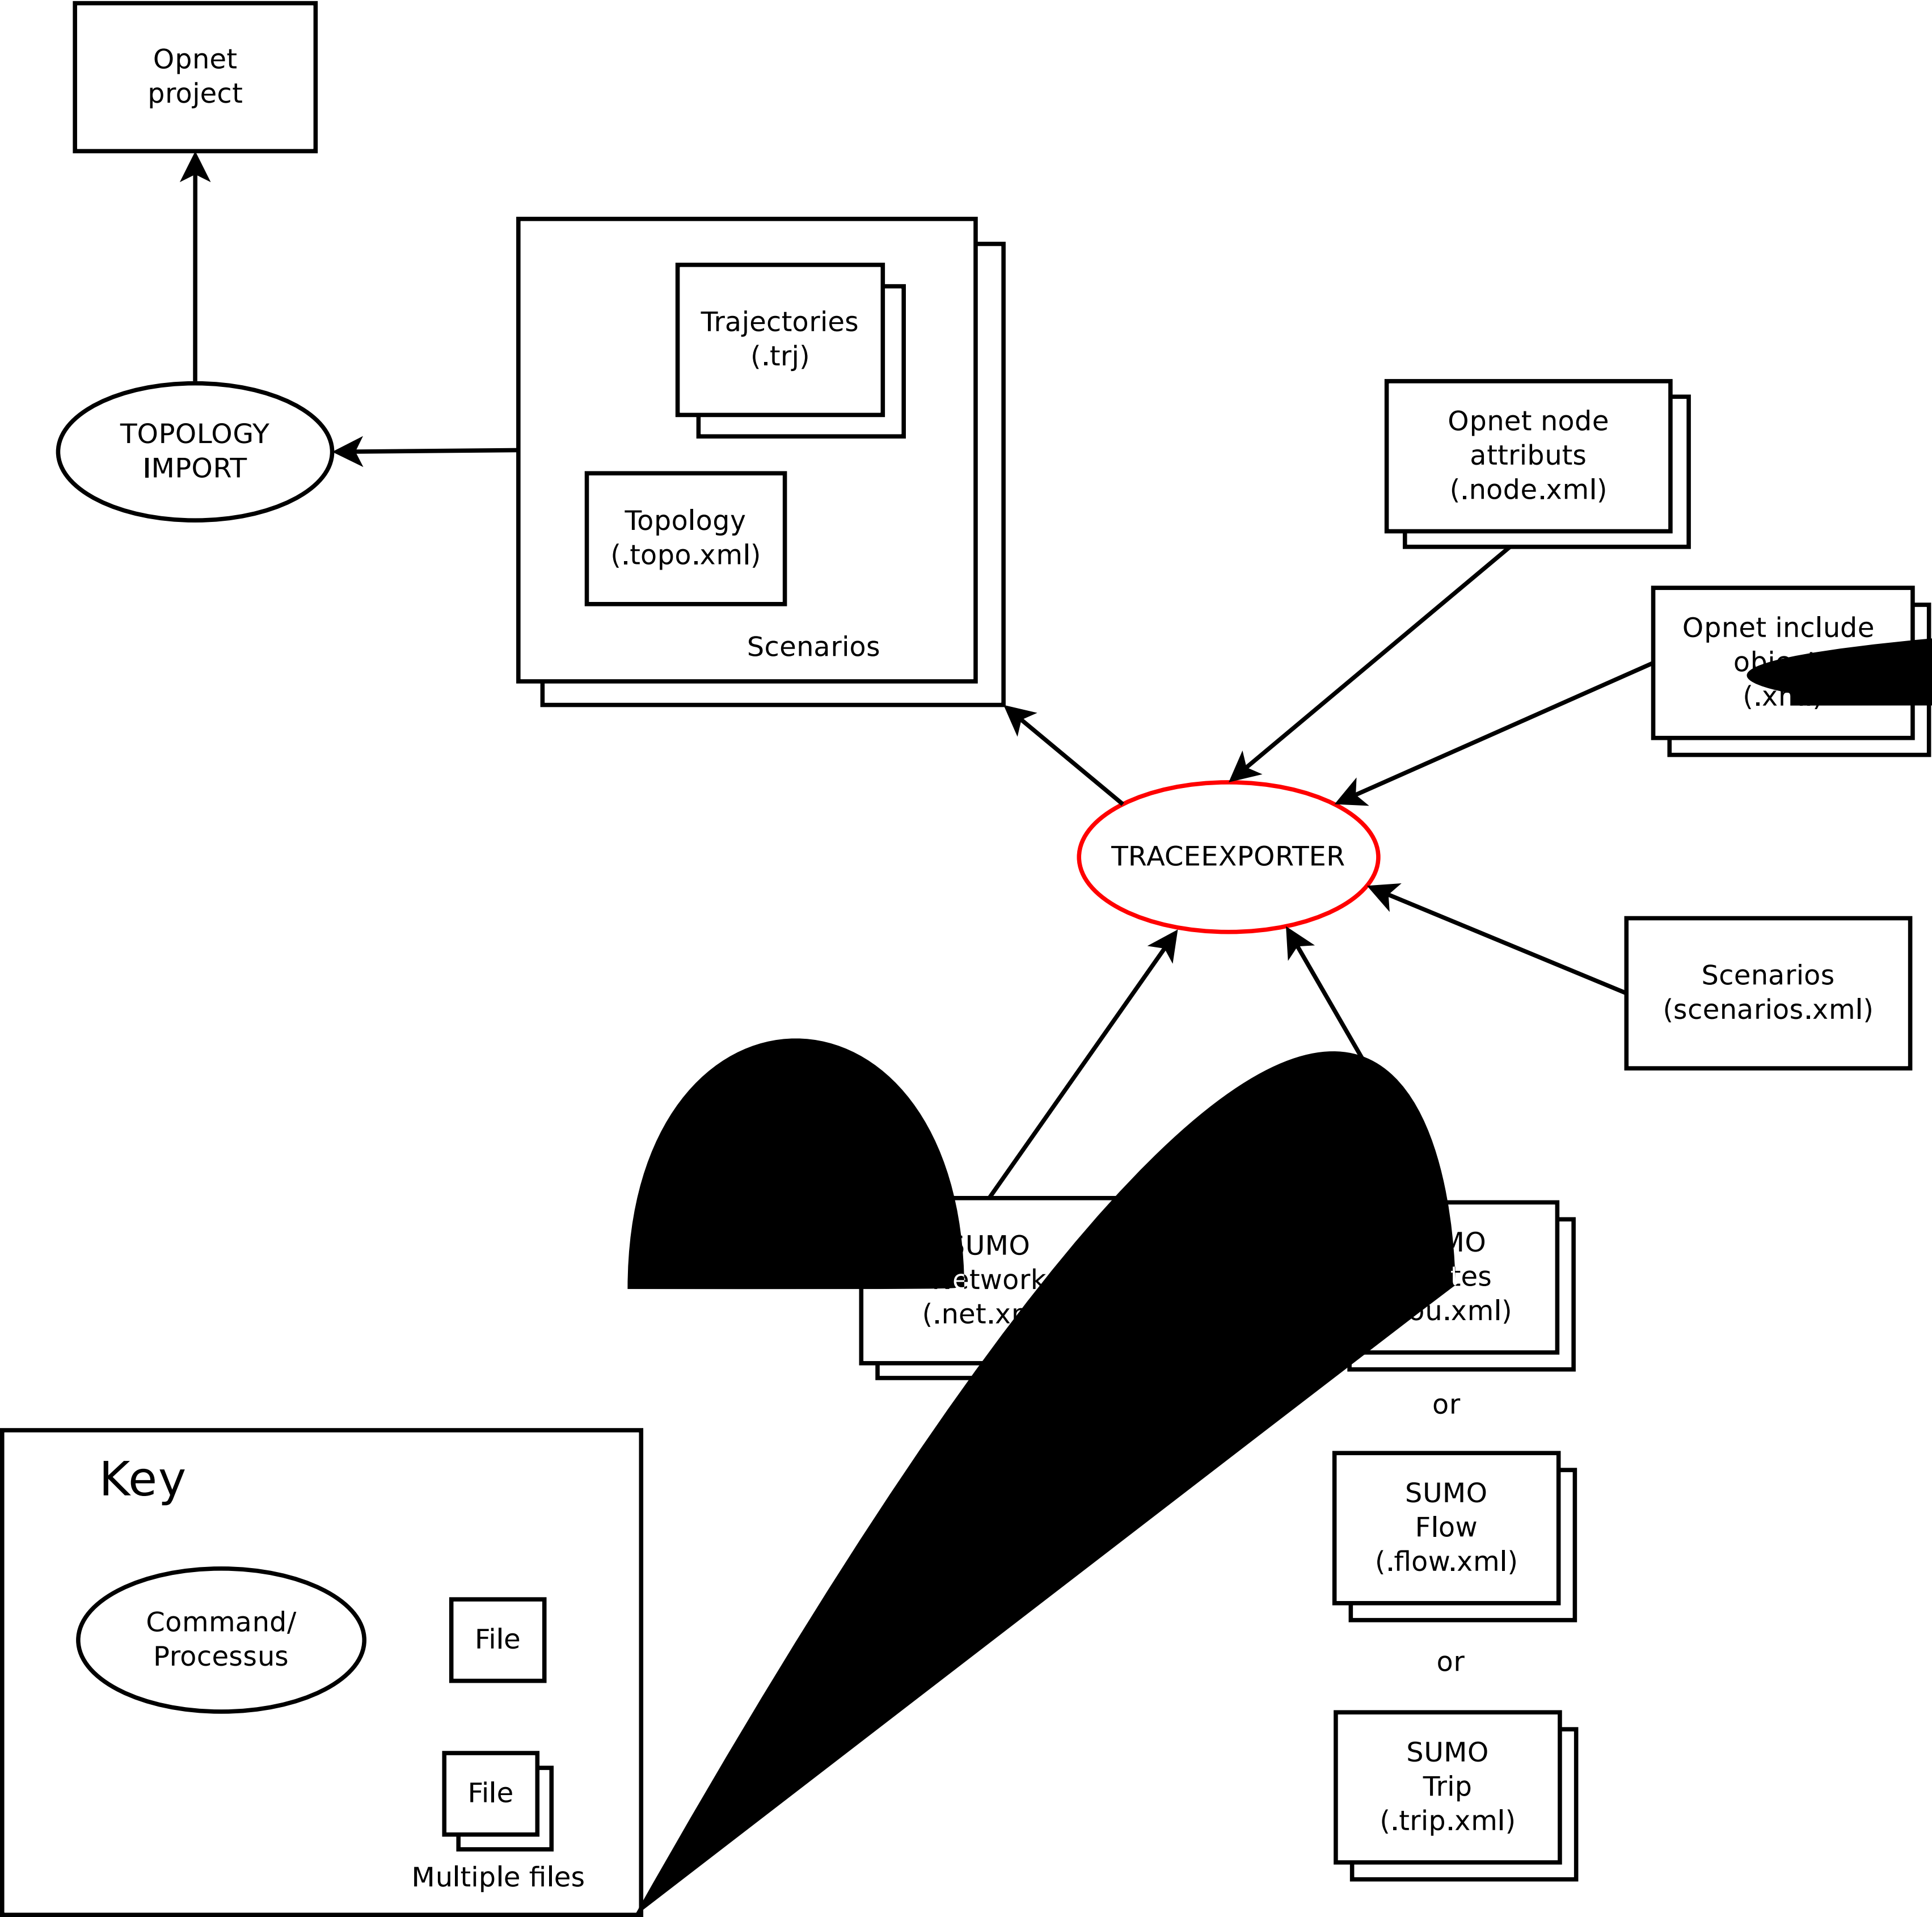 Opnet
project
Trajectories
(.trj)
TOPOLOGY
IMPORT
Topology
(.topo.xml)
Scenarios
Opnet node
attributs
(.node.xml)
Opnet include
TRACEEXPORTER
Scenarios
(scenarios.xml)
SUMO
etwork
(.net.x
or
SUMO
Flow
(.flow.xml)
or
SUMO
Trip
(.trip.xml)
Key
Command/
Processus
File
File
Multiple files